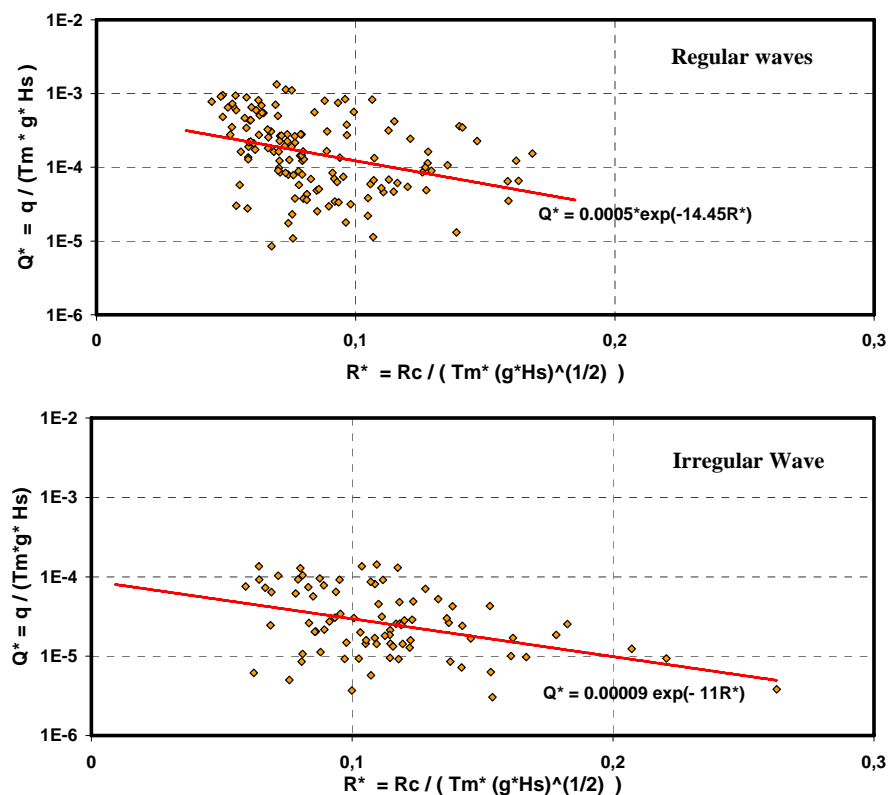 1E-2
Regular waves
1E-3
1E-4
Q* = 0.0005*exp(-14.45R*)
1E-5
1E-6
0
0,1
0,2
0,3
Q* = q / (Tm * g* Hs)
R* = Rc / ( Tm* (g*Hs)^(1/2) )
1E-2
Irregular Wave
1E-3
1E-4
1E-5
Q* = 0.00009 exp(- 11R*)
1E-6
0
0,1
0,2
0,3
Q* = q / (Tm*g* Hs)
R* = Rc / ( Tm* (g*Hs)^(1/2) )